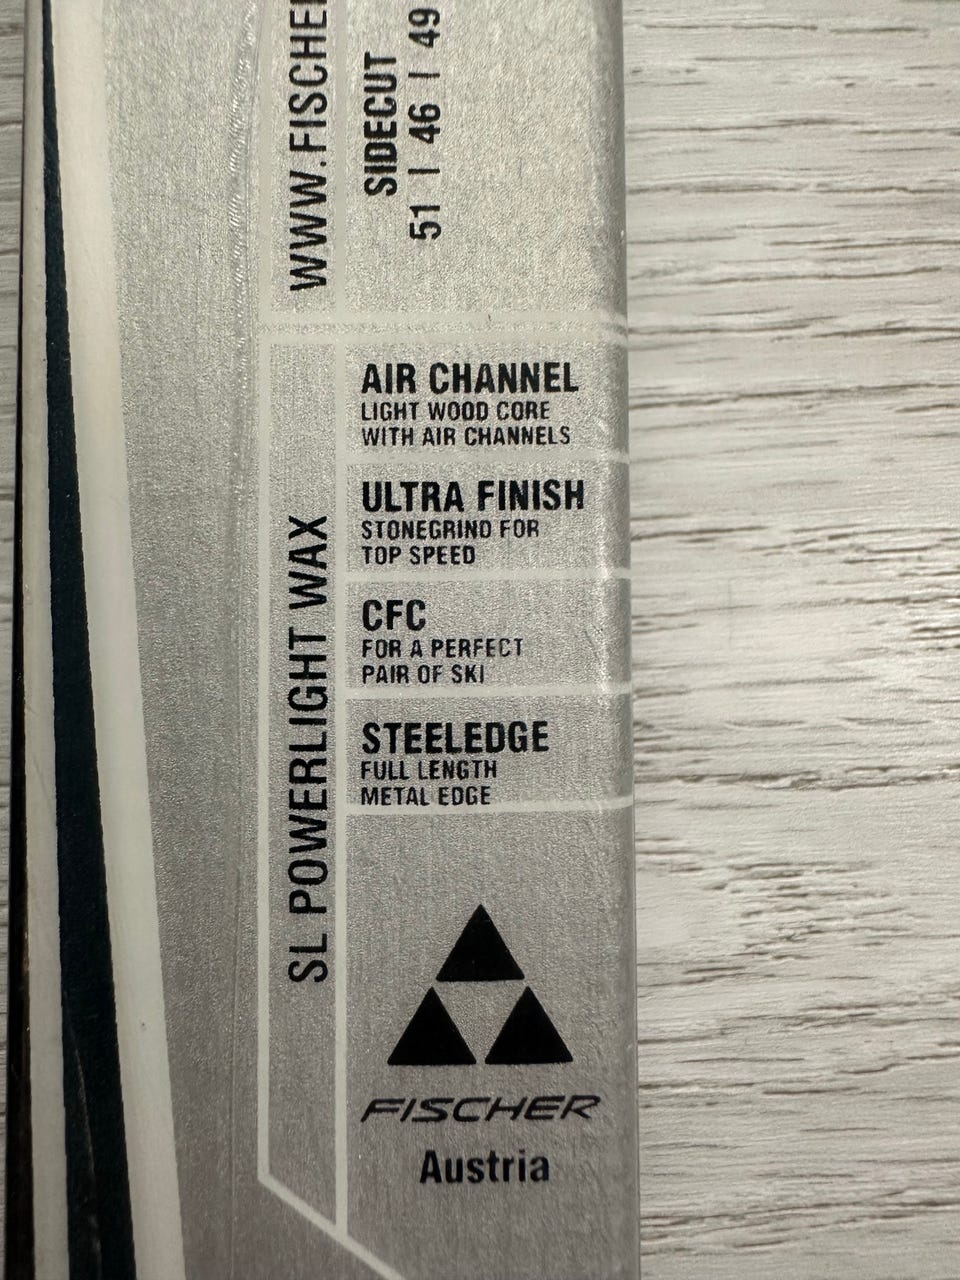 WWW.FISCHE
SIDECUT
51 | 46 | 49
SL POWERLIGHT WAX
AIR CHANNEL
LIGHT WOOD CORE
WITH AIR CHANNELS
ULTRA FINISH
STONEGRIND FOR
TOP SPEED
CFC
FOR A PERFECT
PAIR OF SKI
STEELEDGE
FULL LENGTH
METAL EDGE
FISCHER
Austria